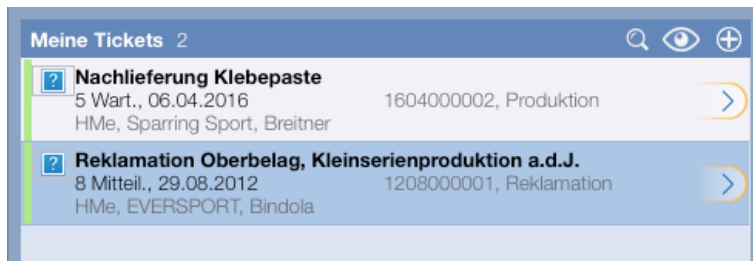 Meine Tickets 2
Nachlieferung Klebepaste
5 Wart., 06.04.2016 1604000002, Produktion
HMe, Sparring Sport, Breitner
Reklamation Oberbelag, Kleinserienproduktion a.d.J.
8 Mitteil., 29.08.2012 1208000001, Reklamation
HMe, EVERSPORT, Bindola